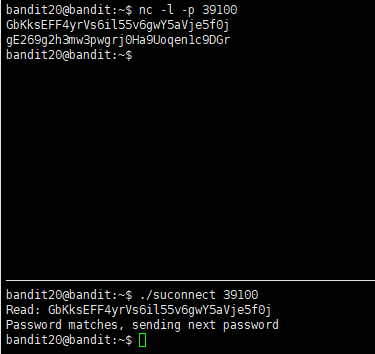 bandit20@bandit:~$ nc -l -p 39100
GbKksEFF4yrVs6il55v6gwY5aVje5f0j
gE269g2h3mw3pwgrj0Ha9Uoqen1c9DGr
bandit20@bandit:~$
bandit20@bandit:~$ ./suconnect 39100
Read: GbKksEFF4yrVs6il55v6gwY5aVje5f0j
Password matches, sending next password
bandit20@bandit:~$